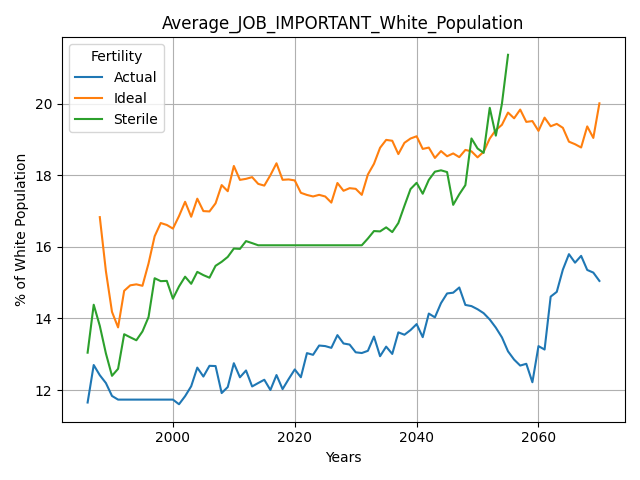 Average_JOB_IMPORTANT_White_Population
Fertility
Actual
Ideal
Sterile
% of White Population
20
18
16
14
12
2000 2020 2040 2060
Years